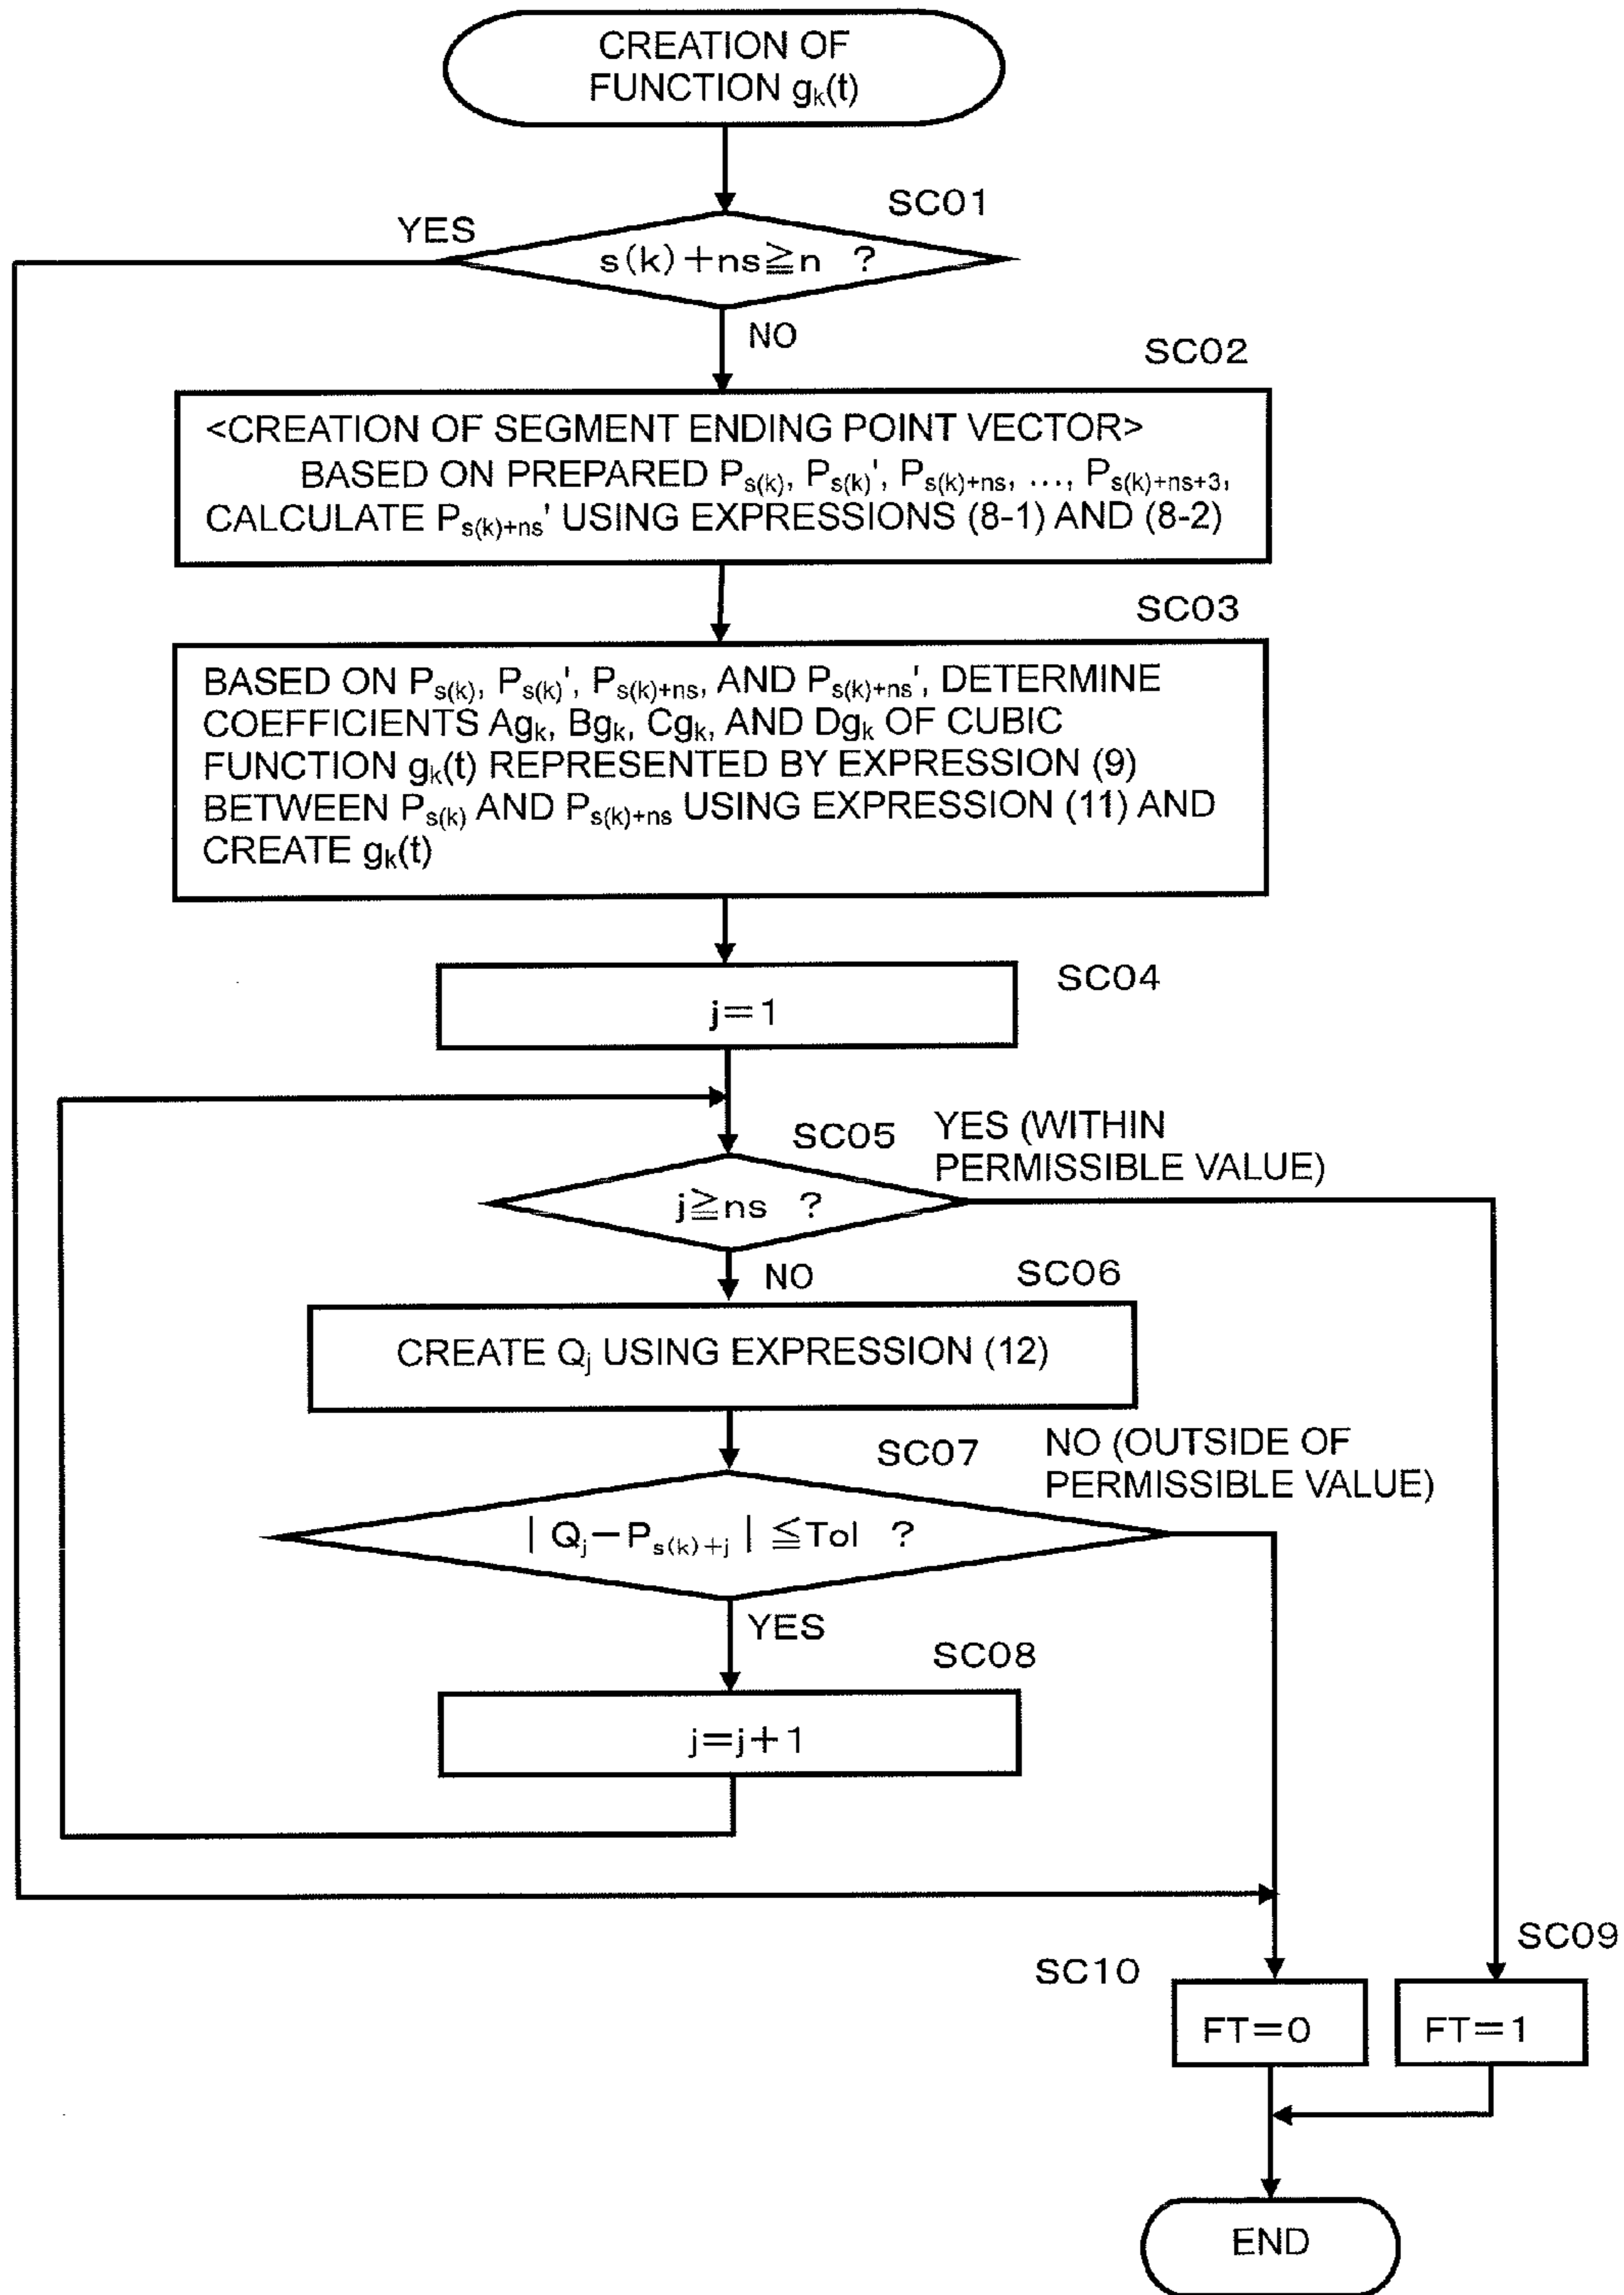 CREATION OF
FUNCTION gk(t)
SC01
YES
s(k)+ns≧n ?
NO
SC02
<CREATION OF SEGMENT ENDING POINT VECTOR>
BASED ON PREPARED Ps(k), Ps(k)', Ps(k)+ns, ..., Ps(k)+ns+3,
CALCULATE Ps(k)+ns' USING EXPRESSIONS (8-1) AND (8-2)
SC03
BASED ON Ps(k), Ps(k)', Ps(k)+ns, AND Ps(k)+ns', DETERMINE
COEFFICIENTS Agk, Bgk, Cgk, AND Dgk OF CUBIC
FUNCTION gk(t) REPRESENTED BY EXPRESSION (9)
BETWEEN Ps(k) AND Ps(k)+ns USING EXPRESSION (11) AND
CREATE gk(t)
SC04
j=1
SC05
YES (WITHIN
PERMISSIBLE VALUE)
j≧ns ?
NO
SC06
CREATE Qj USING EXPRESSION (12)
SC07
NO (OUTSIDE OF
PERMISSIBLE VALUE)
| Qj−Ps(k)+j | ≦Tol ?
YES
SC08
j=j+1
SC09
SC10
FT=0
FT=1
END